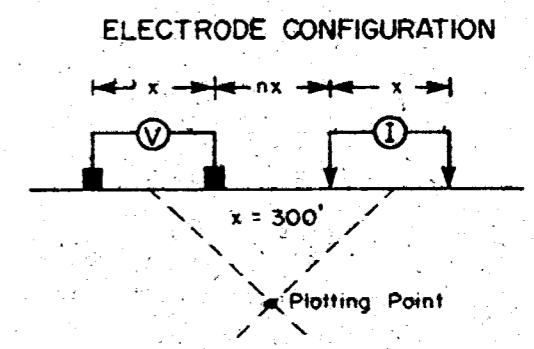 ELECTRODE CONFIGURATION
x nx x
V I
x = 300'
Plotting Point